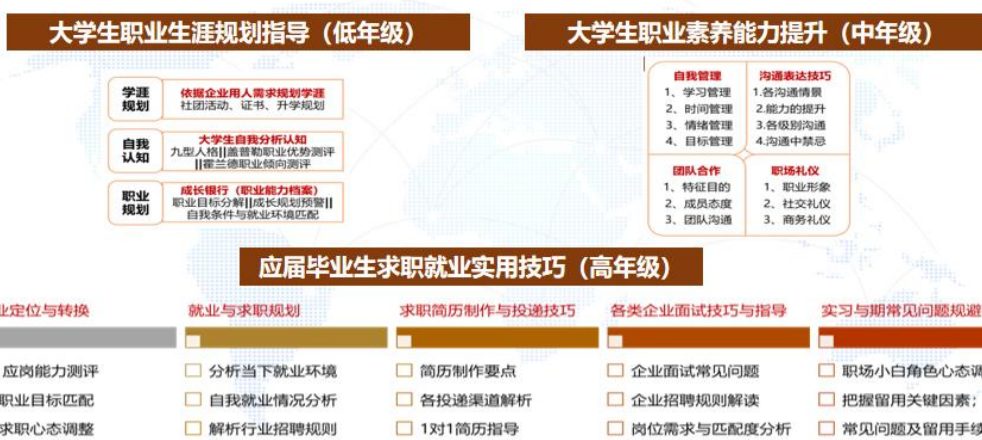 大学生职业生涯规划指导（低年级）
学涯
规划
依据企业用人需求规划学涯
社团活动、证书、升学规划
自我
认知
大学生自我分析认知
九型人格||盖普勒职业优势测评
||霍兰德职业倾向测评
职业
规划
成长银行（职业能力档案）
职业目标分解||成长规划预警||
自我条件与就业环境匹配
大学生职业素养能力提升（中年级）
自我管理
1、学习管理
2、时间管理
3、情绪管理
4、目标管理
沟通表达技巧
1.各沟通情景
2.能力的提升
3.各级别沟通
4.沟通中禁忌
团队合作
1、特征目的
2、成员态度
3、团队沟通
职场礼仪
1、职业形象
2、社交礼仪
3、商务礼仪
应届毕业生求职就业实用技巧（高年级）
业定位与转换
应岗能力测评
职业目标匹配
求职心态调整
就业与求职规划
分析当下就业环境
自我就业情况分析
解析行业招聘规则
求职简历制作与投递技巧
简历制作要点
各投递渠道解析
1对1简历指导
各类企业面试技巧与指导
企业面试常见问题
企业招聘规则解读
岗位需求与匹配度分析
实习与期常见问题规避
职场小白角色心态调
把握留用关键因素；
常见问题及留用手续